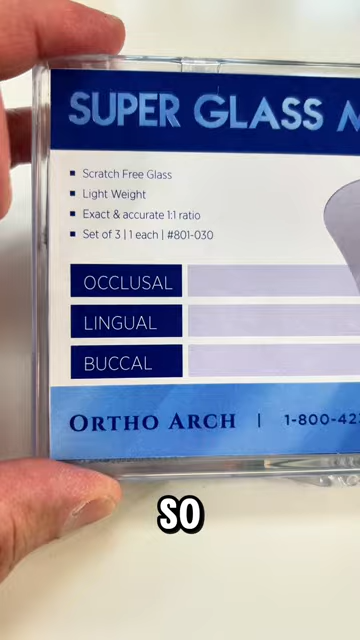 SUPER GLASS M
▪ Scratch Free Glass
▪ Light Weight
▪ Exact & accurate 1:1 ratio
▪ Set of 3 | 1 each | #801-030
OCCLUSAL
LINGUAL
BUCCAL
ORTHO ARCH | 1-800-42
SO